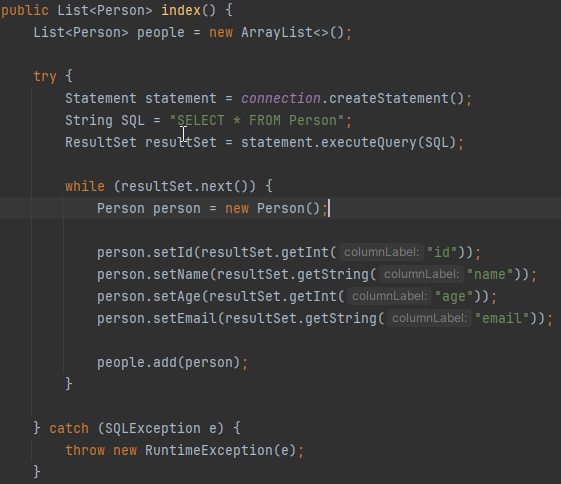 public List<Person> index() {
List<Person> people = new ArrayList<>();
try {
Statement statement = connection.createStatement();
String SQL = "SELECT * FROM Person";
ResultSet resultSet = statement.executeQuery(SQL);
while (resultSet.next()) {
Person person = new Person();
person.setId(resultSet.getInt( columnLabel: "id"));
person.setName(resultSet.getString( columnLabel: "name"));
person.setAge(resultSet.getInt( columnLabel: "age"));
person.setEmail(resultSet.getString( columnLabel: "email"));
people.add(person);
}
} catch (SQLException e) {
throw new RuntimeException(e);
}